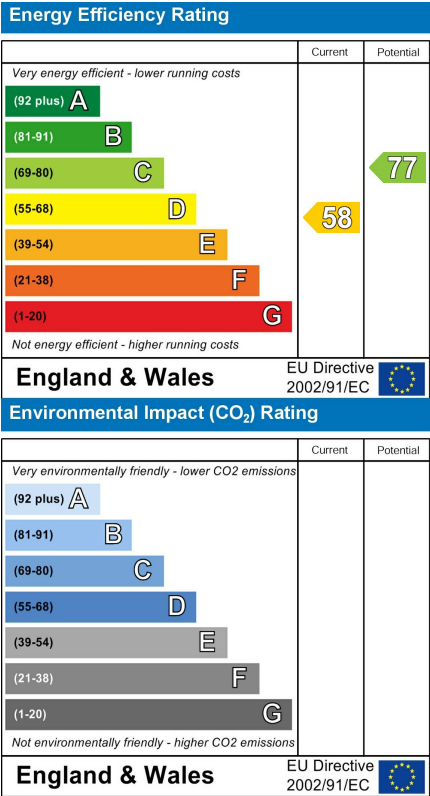 Energy Efficiency Rating
Current Potential
Very energy efficient - lower running costs
(92 plus) A
(81-91) B
(69-80) C
77
(55-68) D
58
(39-54) E
(21-38) F
(1-20) G
Not energy efficient - higher running costs
England & Wales
EU Directive
2002/91/EC
Environmental Impact (CO₂) Rating
Current Potential
Very environmentally friendly - lower CO2 emissions
(92 plus) A
(81-91) B
(69-80) C
(55-68) D
(39-54) E
(21-38) F
(1-20) G
Not environmentally friendly - higher CO2 emissions
England & Wales
EU Directive
2002/91/EC